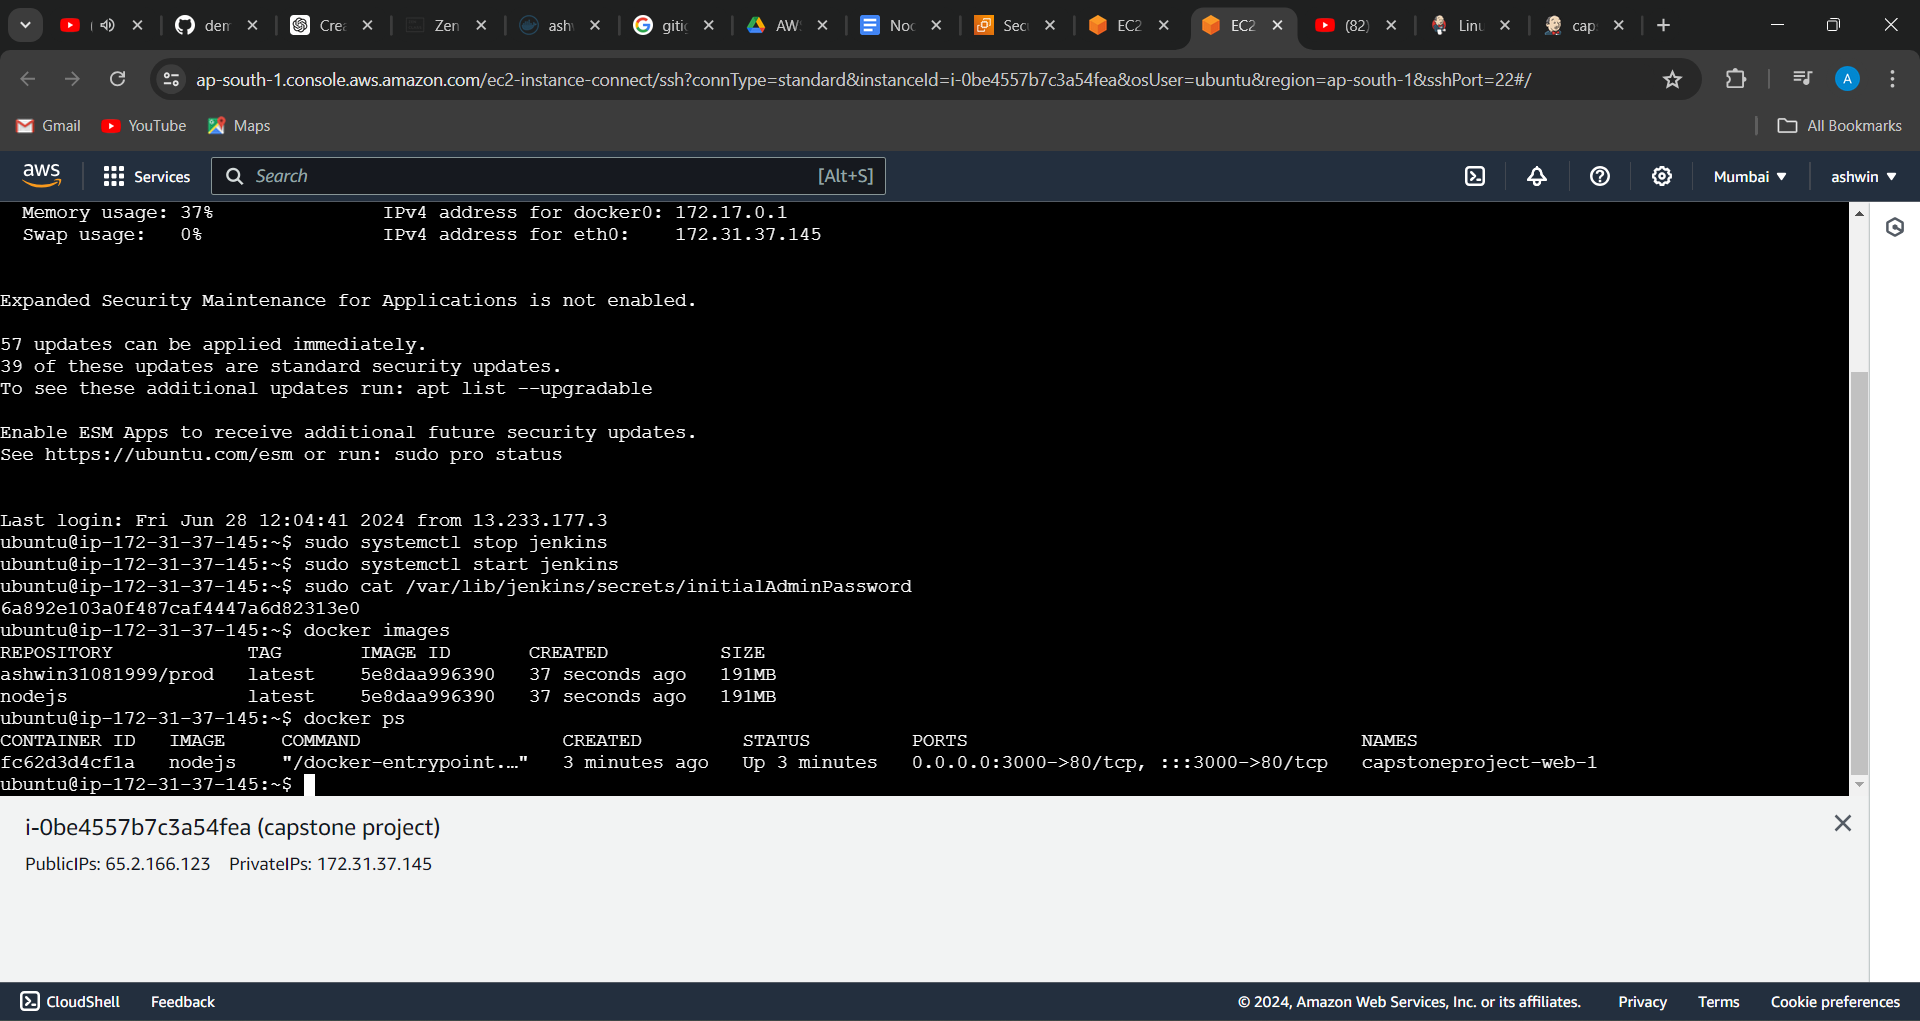 dem
Crea
Zen
ash
gitig
AW
Noc
Sec
EC2
EC2
(82)
Linu
cap
ap-south-1.console.aws.amazon.com/ec2-instance-connect/ssh?connType=standard&instanceId=i-0be4557b7c3a54fea&osUser=ubuntu&region=ap-south-1&sshPort=22#/
A
Gmail YouTube Maps All Bookmarks
aws Services Search [Alt+S] Mumbai ashwin
Memory usage: 37% IPv4 address for docker0: 172.17.0.1
Swap usage: 0% IPv4 address for eth0: 172.31.37.145
Expanded Security Maintenance for Applications is not enabled.
57 updates can be applied immediately.
39 of these updates are standard security updates.
To see these additional updates run: apt list --upgradable
Enable ESM Apps to receive additional future security updates.
See https://ubuntu.com/esm or run: sudo pro status
Last login: Fri Jun 28 12:04:41 2024 from 13.233.177.3
ubuntu@ip-172-31-37-145:~$ sudo systemctl stop jenkins
ubuntu@ip-172-31-37-145:~$ sudo systemctl start jenkins
ubuntu@ip-172-31-37-145:~$ sudo cat /var/lib/jenkins/secrets/initialAdminPassword
6a892e103a0f487caf4447a6d82313e0
ubuntu@ip-172-31-37-145:~$ docker images
REPOSITORY TAG IMAGE ID CREATED SIZE
ashwin31081999/prod latest 5e8daa996390 37 seconds ago 191MB
nodejs latest 5e8daa996390 37 seconds ago 191MB
ubuntu@ip-172-31-37-145:~$ docker ps
CONTAINER ID IMAGE COMMAND CREATED STATUS PORTS NAMES
fc62d3d4cf1a nodejs "/docker-entrypoint.…" 3 minutes ago Up 3 minutes 0.0.0.0:3000->80/tcp, :::3000->80/tcp capstoneproject-web-1
ubuntu@ip-172-31-37-145:~$
i-0be4557b7c3a54fea (capstone project)
PublicIPs: 65.2.166.123 PrivateIPs: 172.31.37.145
CloudShell Feedback © 2024, Amazon Web Services, Inc. or its affiliates. Privacy Terms Cookie preferences